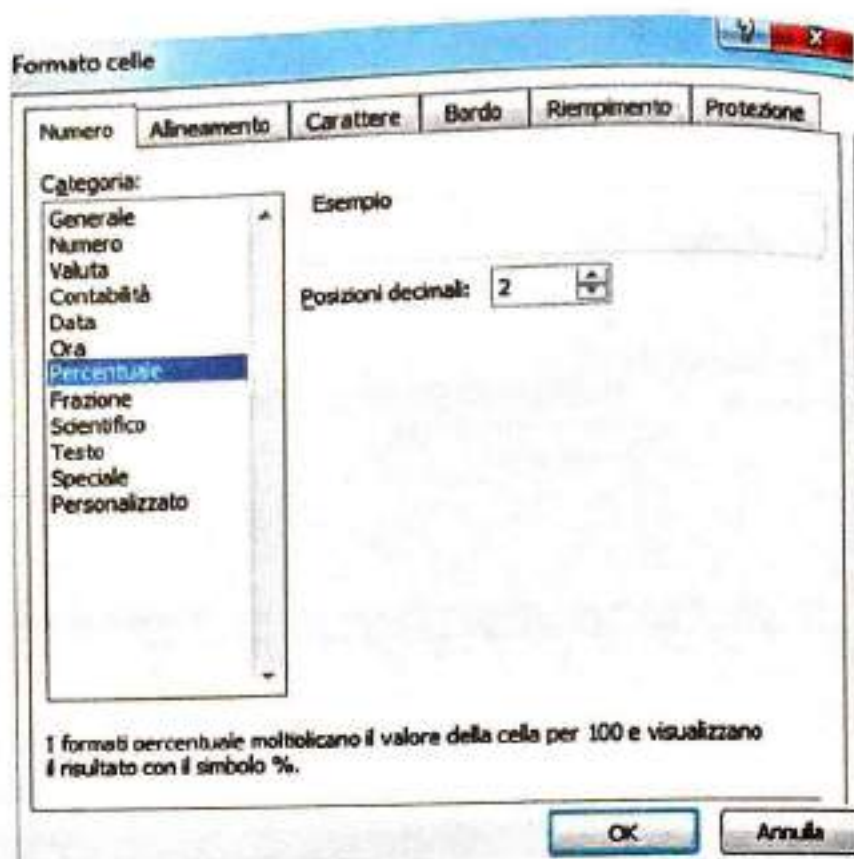 Formato celle
Numero Alineamento Carattere Bordo Riempimento Protezione
Categoria:
Generale
Numero
Valuta
Contabilità
Data
Ora
Percentuale
Frazione
Scientifico
Testo
Speciale
Personalizzato
Esempio
Posizioni decimali: 2
I formati percentuale moltiplicano il valore della cella per 100 e visualizzano
il risultato con il simbolo %.
OK Annulla